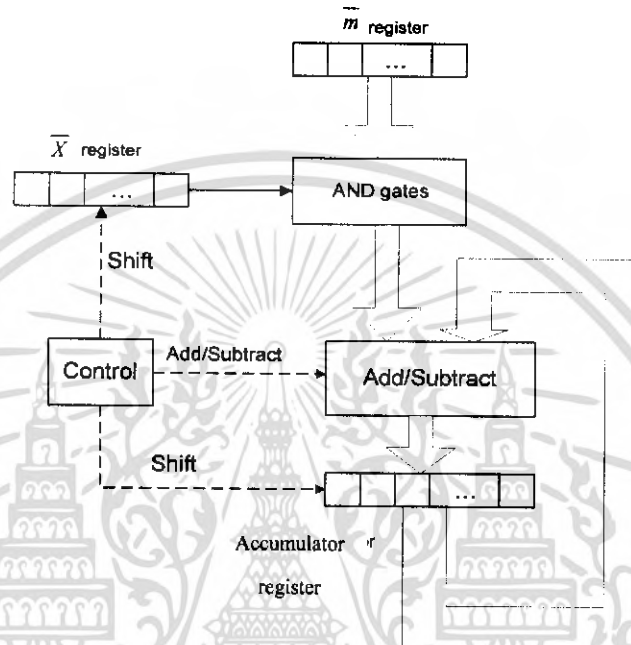 m̅ register
...
X̅ register
...
AND gates
Shift
Control
Add/Subtract
Add/Subtract
Shift
...
Accumulator r
register